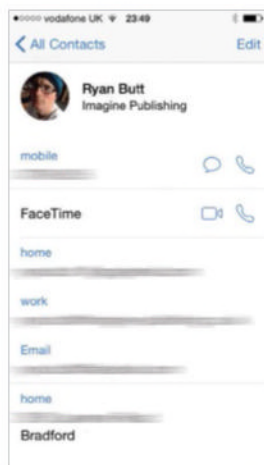 vodafone UK 23:49
All Contacts Edit
Ryan Butt
Imagine Publishing
mobile
FaceTime
home
work
Email
home
Bradford